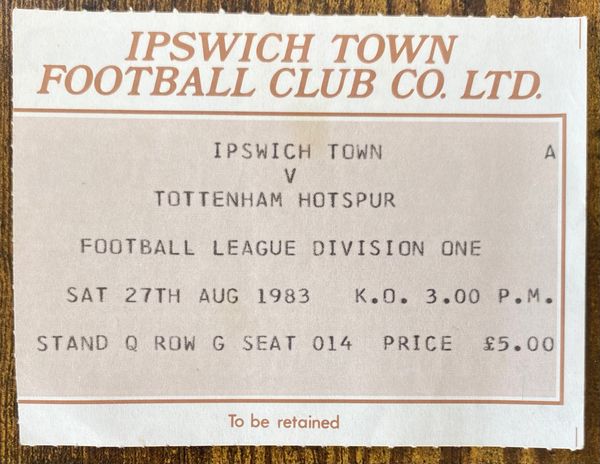 IPSWICH TOWN
FOOTBALL CLUB CO. LTD.
IPSWICH TOWN A
V
TOTTENHAM HOTSPUR
FOOTBALL LEAGUE DIVISION ONE
SAT 27TH AUG 1983 K.O. 3.00 P.M.
STAND Q ROW G SEAT 014 PRICE £5.00
To be retained